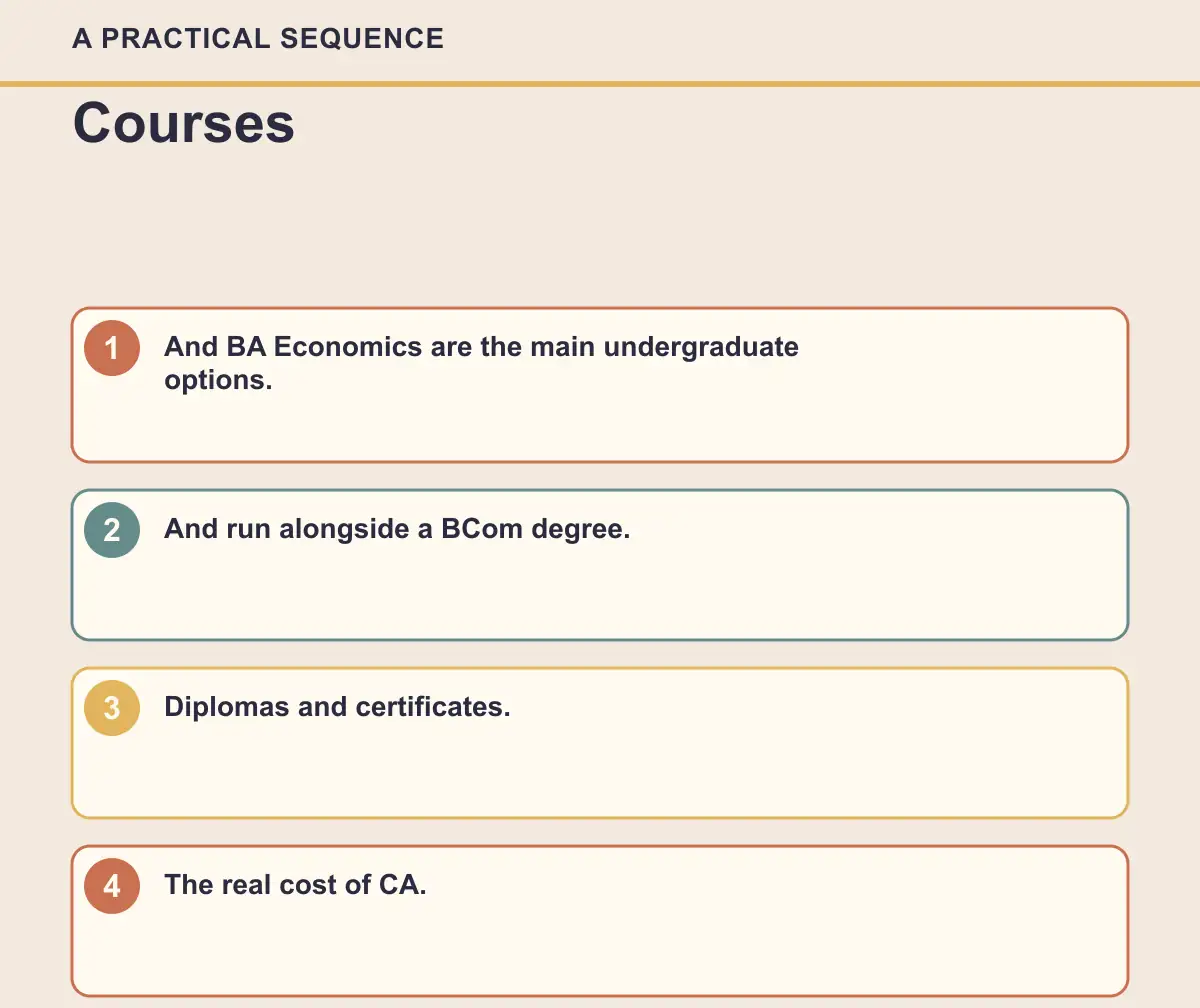 A PRACTICAL SEQUENCE
Courses
1
And BA Economics are the main undergraduate
options.
2
And run alongside a BCom degree.
3
Diplomas and certificates.
4
The real cost of CA.